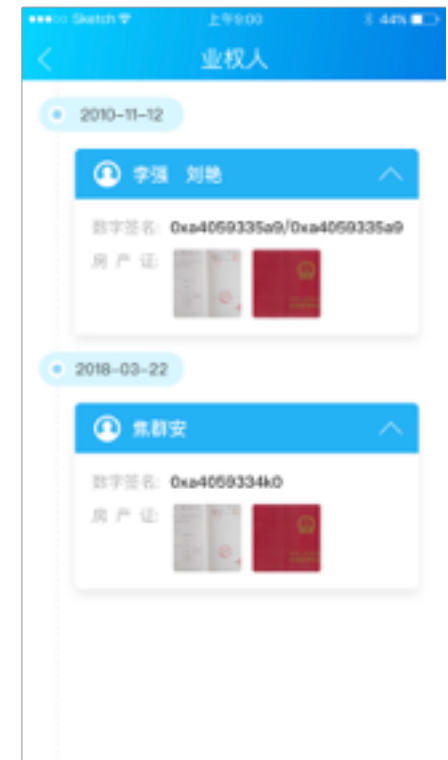 Sketch 上午9:00 44%
业权人
2010-11-12
李强 刘艳
数字签名: 0xa4059335a9/0xa4059335a9
房产证:
2018-03-22
焦群安
数字签名: 0xa4059334k0
房产证: